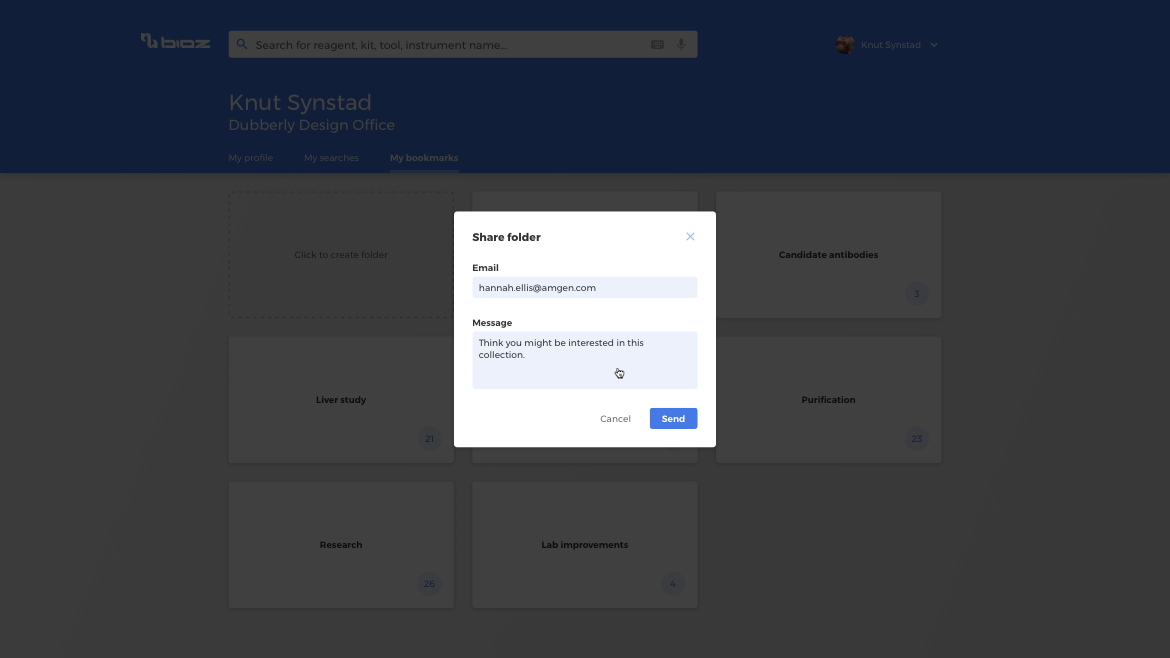 bioz
Search for reagent, kit, tool, instrument name...
Knut Synstad
Knut Synstad
Dubberly Design Office
My profile
My searches
My bookmarks
Click to create folder
Candidate antibodies
3
Share folder
Email
hannah.ellis@amgen.com
Message
Think you might be interested in this
collection.
Cancel
Send
Liver study
21
Purification
23
Research
26
Lab improvements
4